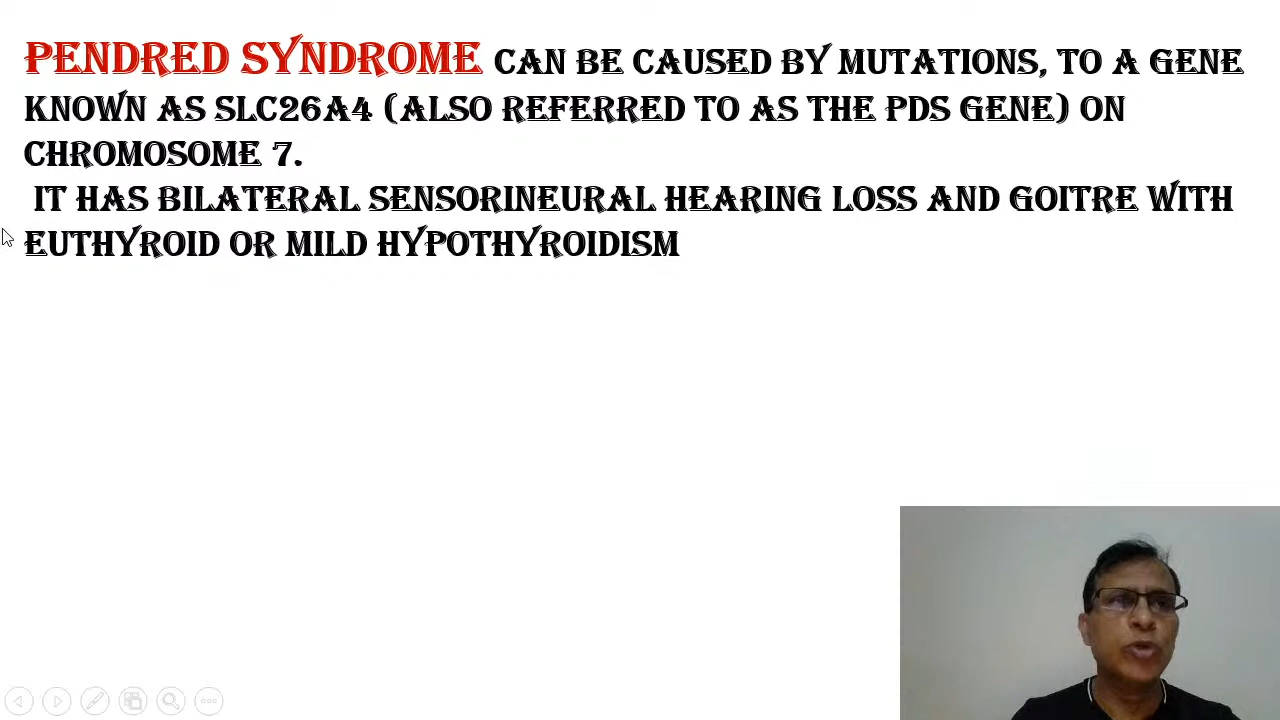 PENDRED SYNDROME CAN BE CAUSED BY MUTATIONS, TO A GENE
KNOWN AS SLC26A4 (ALSO REFERRED TO AS THE PDS GENE) ON
CHROMOSOME 7.
IT HAS BILATERAL SENSORINEURAL HEARING LOSS AND GOITRE WITH
EUTHYROID OR MILD HYPOTHYROIDISM